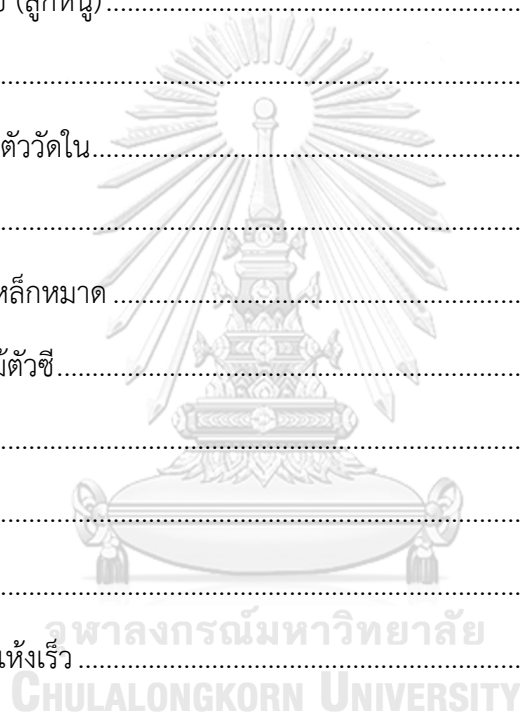 (ลูกหนู)........................................................
........................................................
ตัววัดใน........................................................
........................................................
เหล็กหมาด ........................................................
ตัวซี........................................................
........................................................
........................................................
........................................................
จุฬาลงกรณ์มหาวิทยาลัย
แห้งเร็ว ........................................................
CHULALONGKORN UNIVERSITY